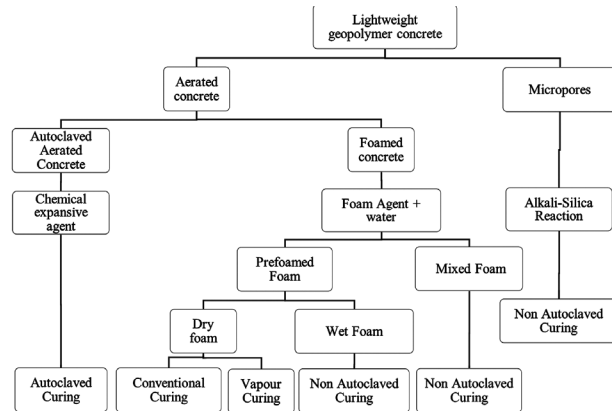 Lightweight
geopolymer concrete
Aerated
concrete
Micropores
Autoclaved
Aerated
Concrete
Foamed
concrete
Chemical
expansive
agent
Foam Agent +
water
Alkali-Silica
Reaction
Prefoamed
Foam
Mixed Foam
Dry
foam
Wet Foam
Non Autoclaved
Curing
Autoclaved
Curing
Conventional
Curing
Vapour
Curing
Non Autoclaved
Curing
Non Autoclaved
Curing